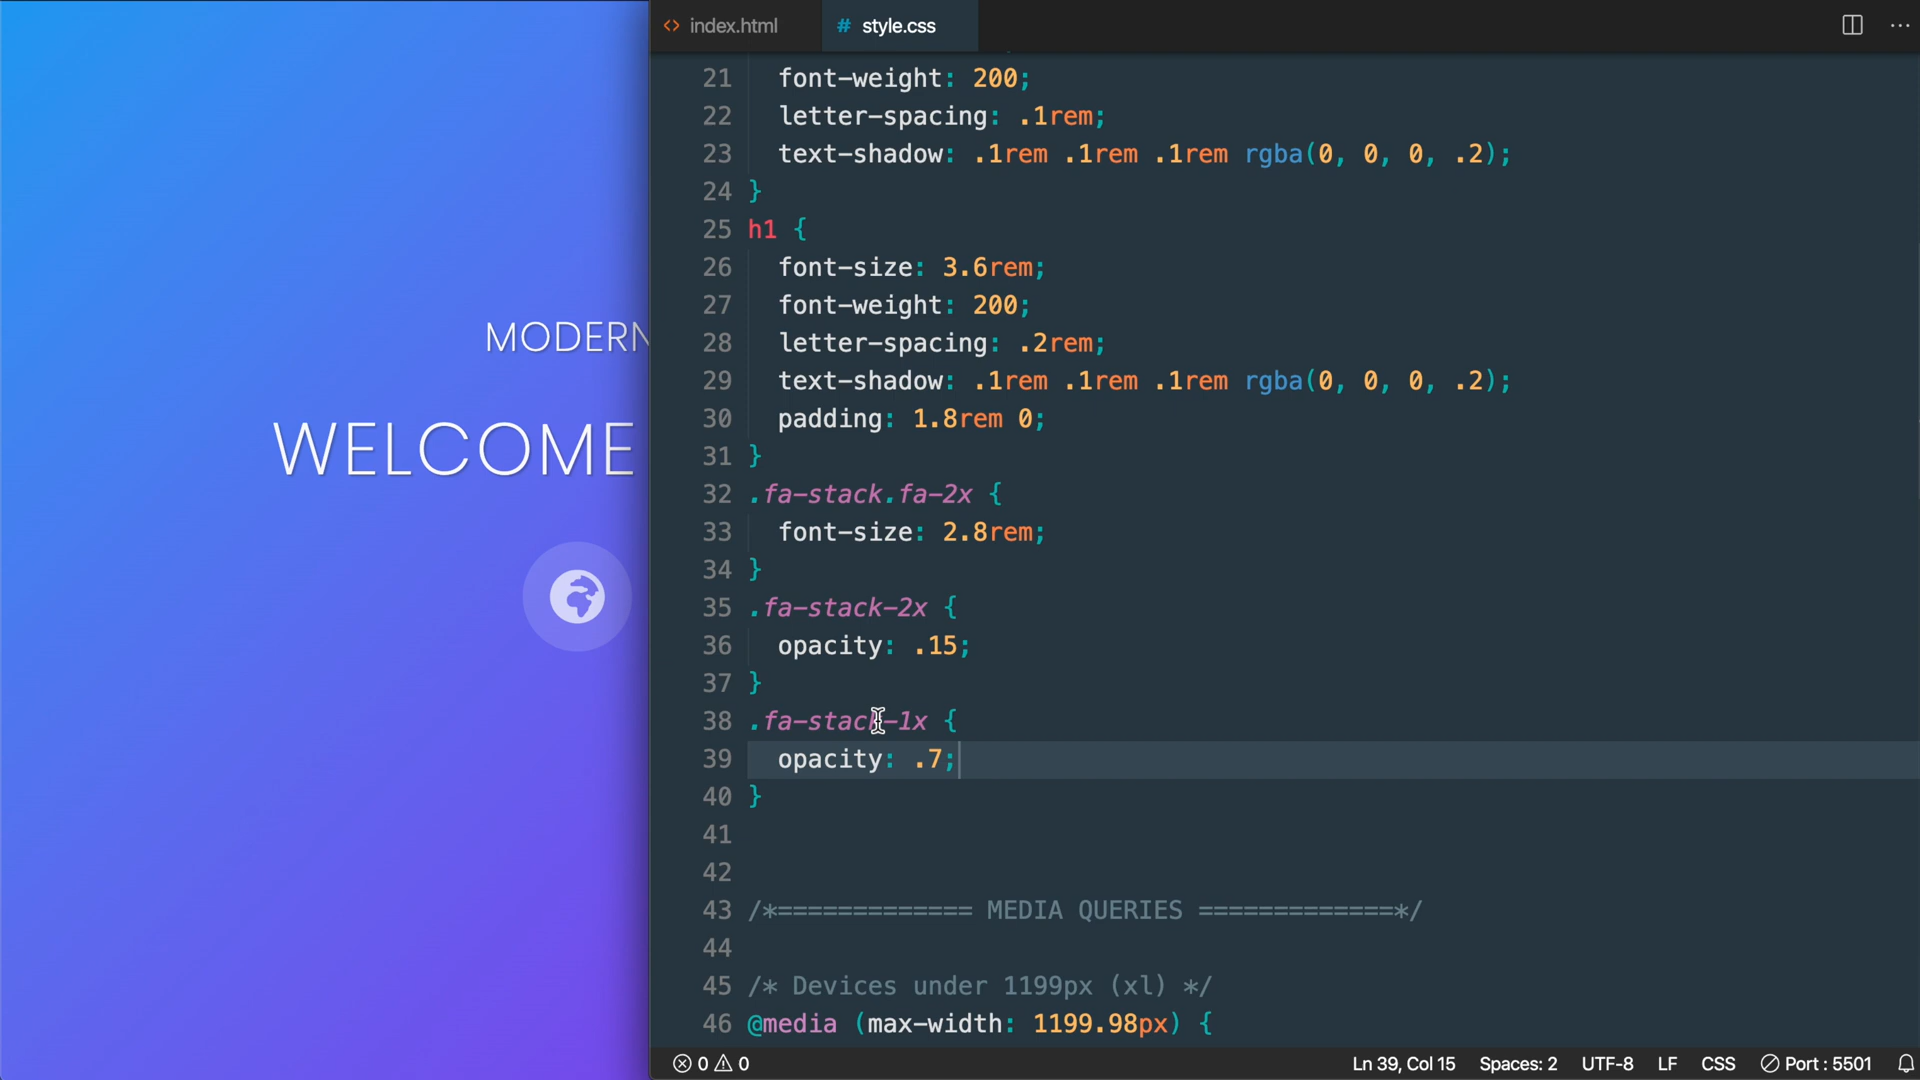 <> index.html
# style.css
...
21 font-weight: 200;
22 letter-spacing: .1rem;
23 text-shadow: .1rem .1rem .1rem rgba(0, 0, 0, .2);
24 }
25 h1 {
26 font-size: 3.6rem;
27 font-weight: 200;
28 letter-spacing: .2rem;
29 text-shadow: .1rem .1rem .1rem rgba(0, 0, 0, .2);
30 padding: 1.8rem 0;
31 }
32 .fa-stack.fa-2x {
33 font-size: 2.8rem;
34 }
35 .fa-stack-2x {
36 opacity: .15;
37 }
38 .fa-stack-1x {
39 opacity: .7;
40 }
41
42
43 /*============= MEDIA QUERIES =============*/
44
45 /* Devices under 1199px (xl) */
46 @media (max-width: 1199.98px) {
MODERN
WELCOME
0 0
Ln 39, Col 15
Spaces: 2
UTF-8
LF
CSS
Port : 5501